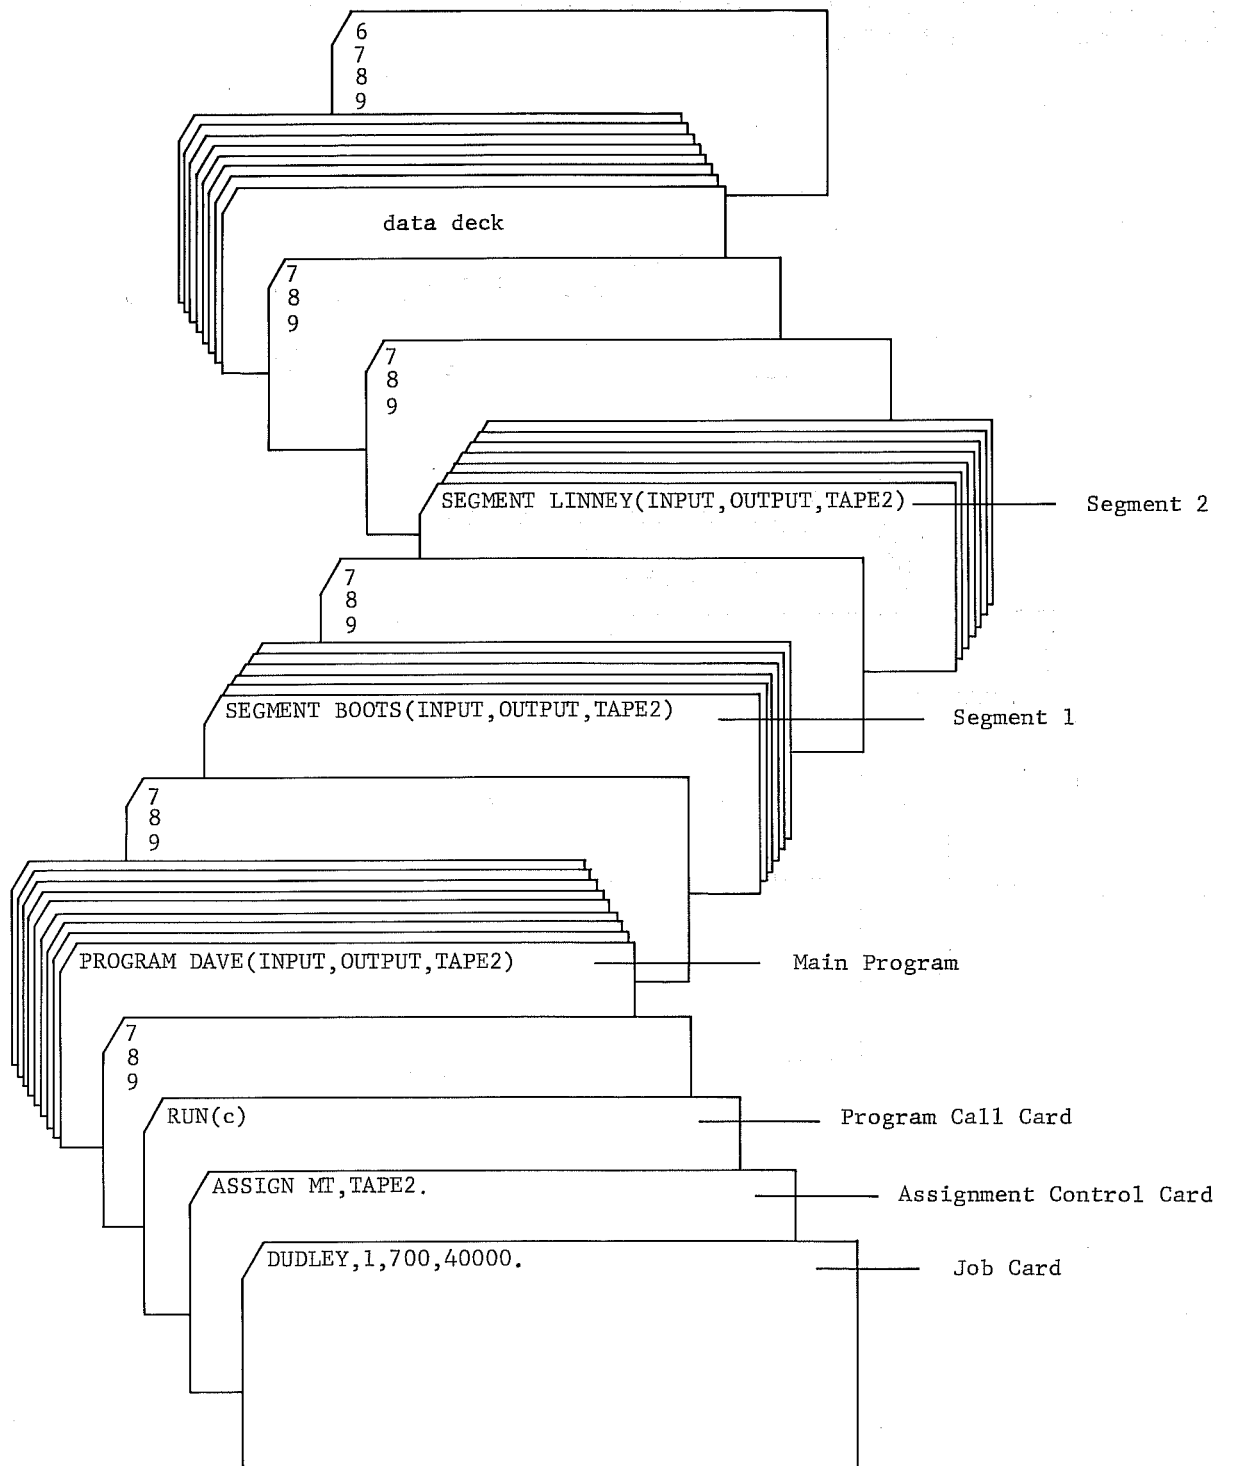 6
7
8
9
data deck
7
8
9
7
8
9
SEGMENT LINNEY(INPUT,OUTPUT,TAPE2)
Segment 2
7
8
9
SEGMENT BOOTS(INPUT,OUTPUT,TAPE2)
Segment 1
7
8
9
PROGRAM DAVE(INPUT,OUTPUT,TAPE2)
Main Program
7
8
9
RUN(c)
Program Call Card
ASSIGN MT,TAPE2.
Assignment Control Card
DUDLEY,1,700,40000.
Job Card